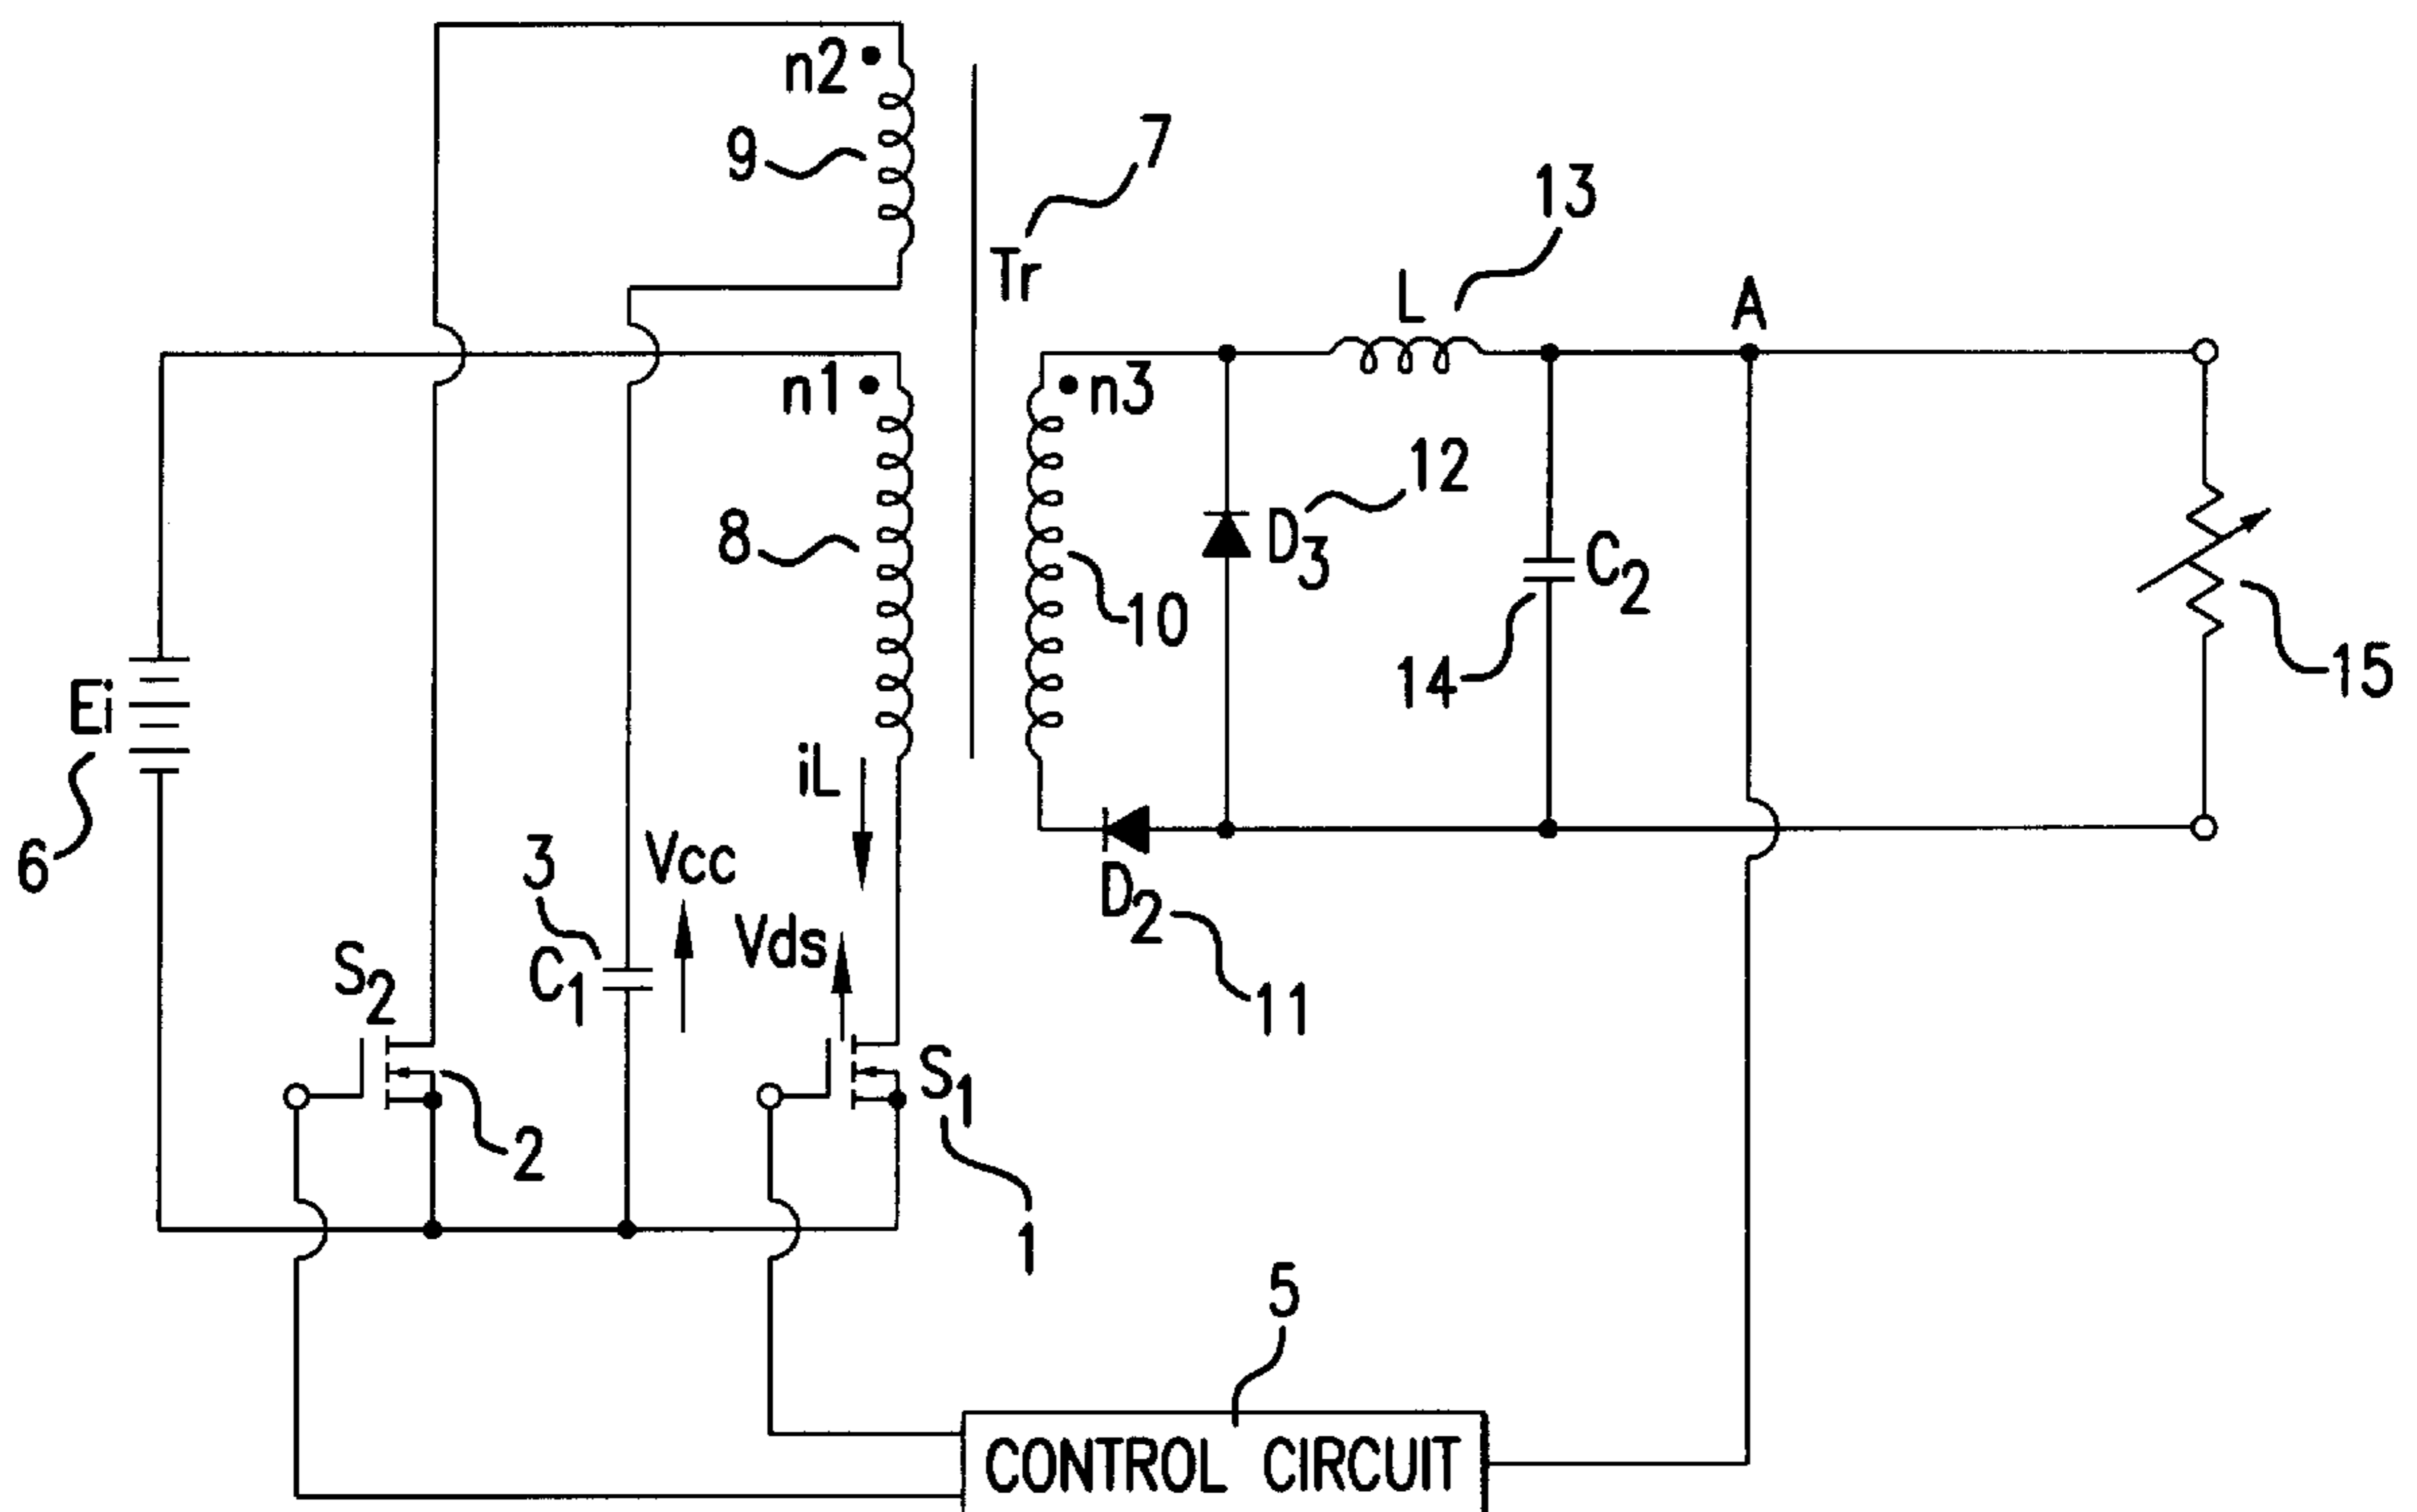 n2
9
7
Tr
13
L
A
n1
n3
12
8
D3
C2
10
14
15
Ei
iL
6
3
Vcc
D2
Vds
S2
C1
11
S1
2
1
5
CONTROL CIRCUIT